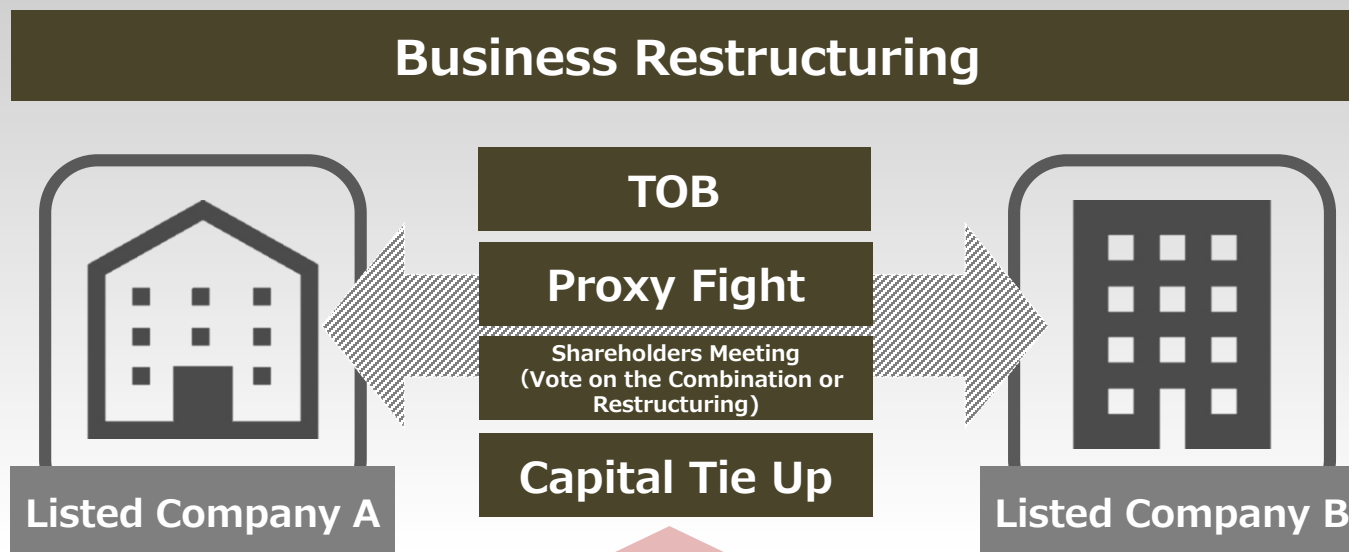 Business Restructuring
TOB
Proxy Fight
Shareholders Meeting
(Vote on the Combination or
Restructuring)
Capital Tie Up
Listed Company A
Listed Company B